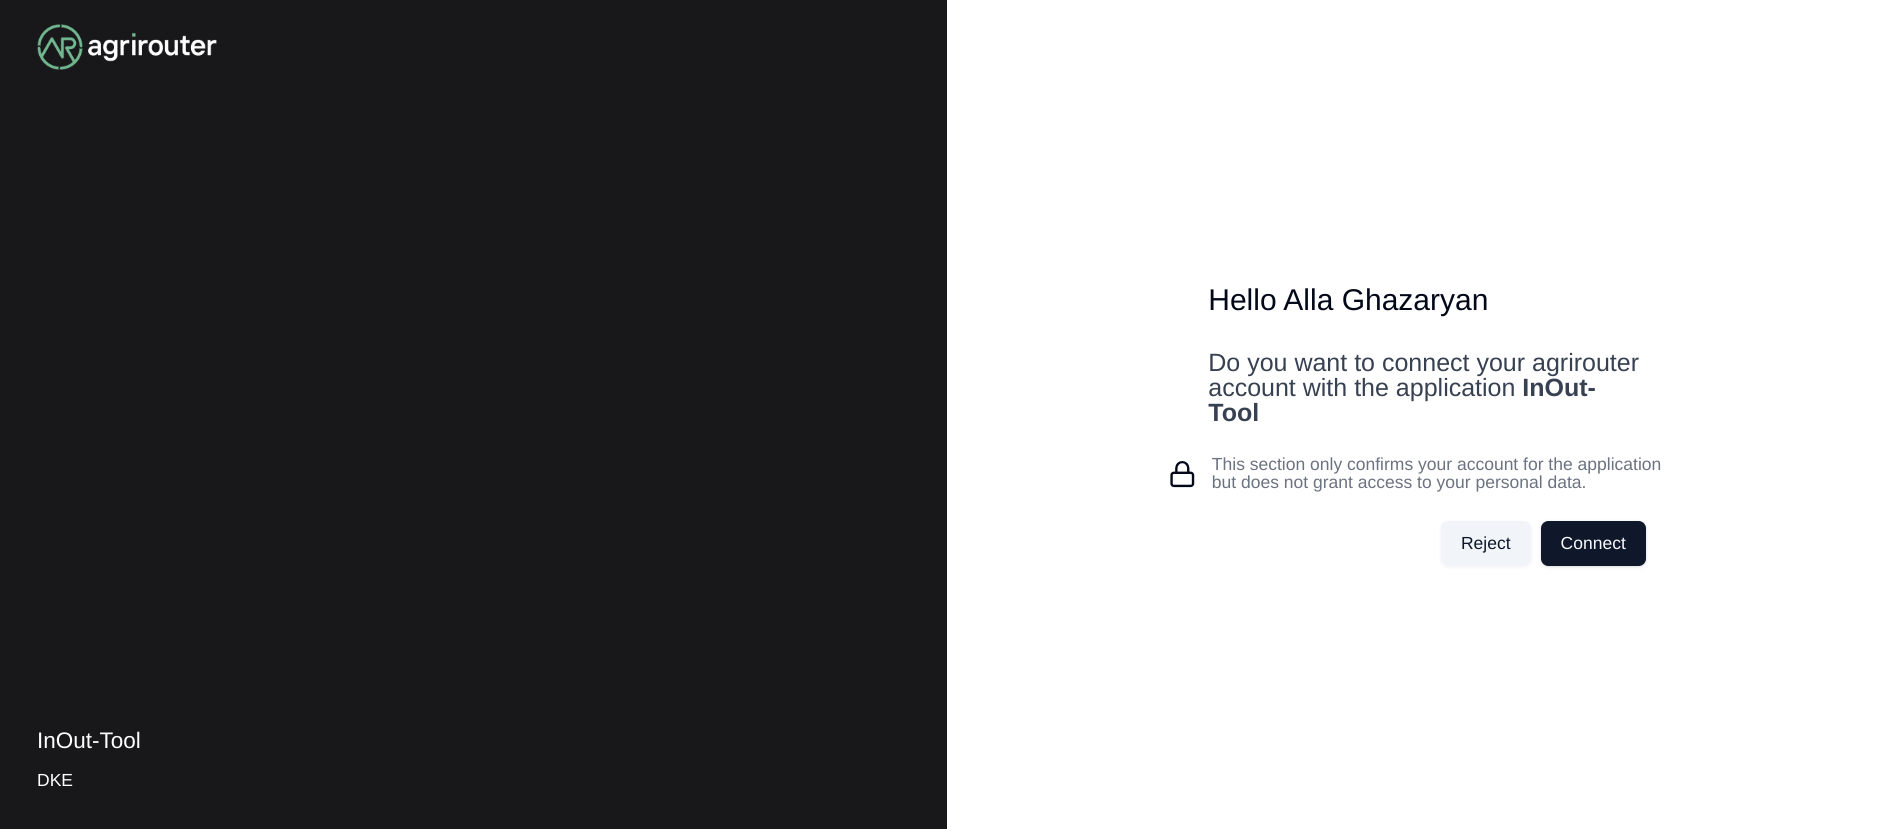 agrirouter
InOut-Tool
DKE
Hello Alla Ghazaryan
Do you want to connect your agrirouter
account with the application InOut-
Tool
This section only confirms your account for the application
but does not grant access to your personal data.
Reject
Connect